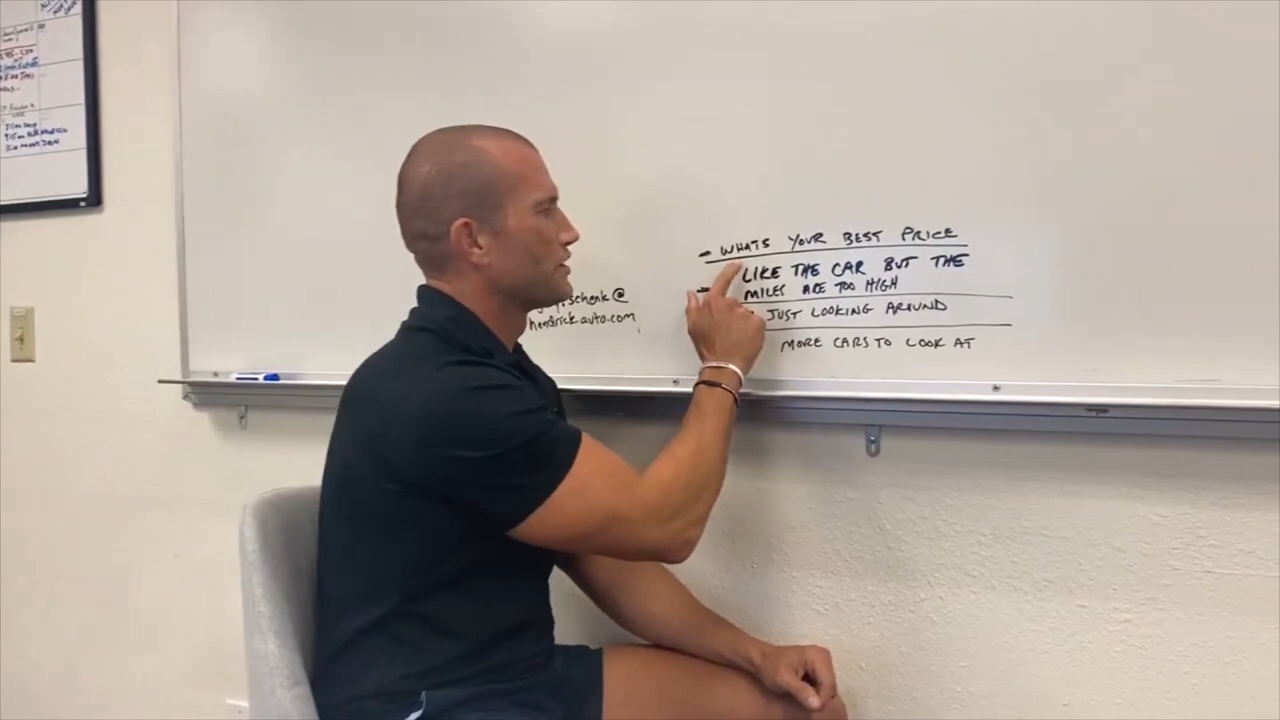 WHATS YOUR BEST PRICE
LIKE THE CAR BUT THE
MILES ARE TOO HIGH
JUST LOOKING AROUND
MORE CARS TO LOOK AT
schenk@
hendrickauto.com